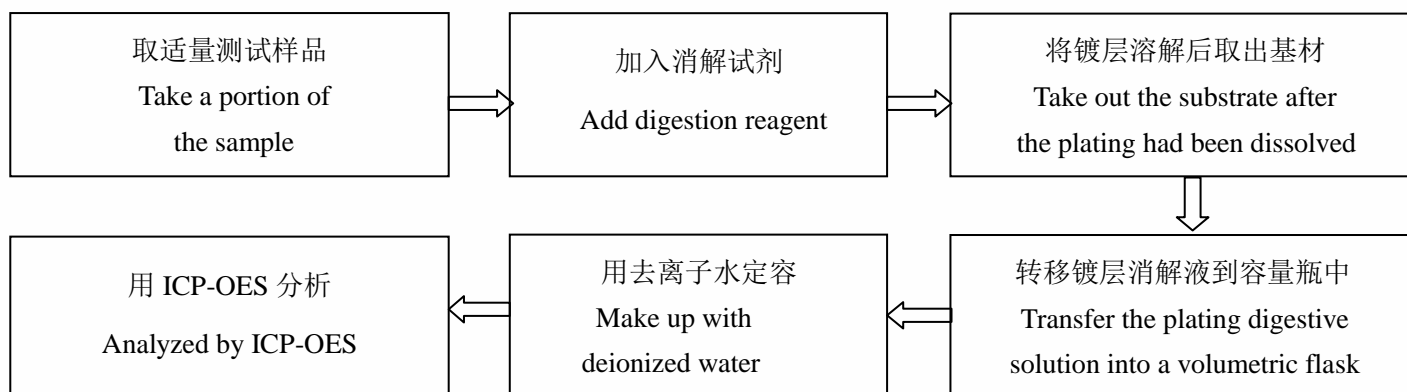 取适量测试样品
Take a portion of
the sample
加入消解试剂
Add digestion reagent
将镀层溶解后取出基材
Take out the substrate after
the plating had been dissolved
转移镀层消解液到容量瓶中
Transfer the plating digestive
solution into a volumetric flask
用去离子水定容
Make up with
deionized water
用 ICP-OES 分析
Analyzed by ICP-OES